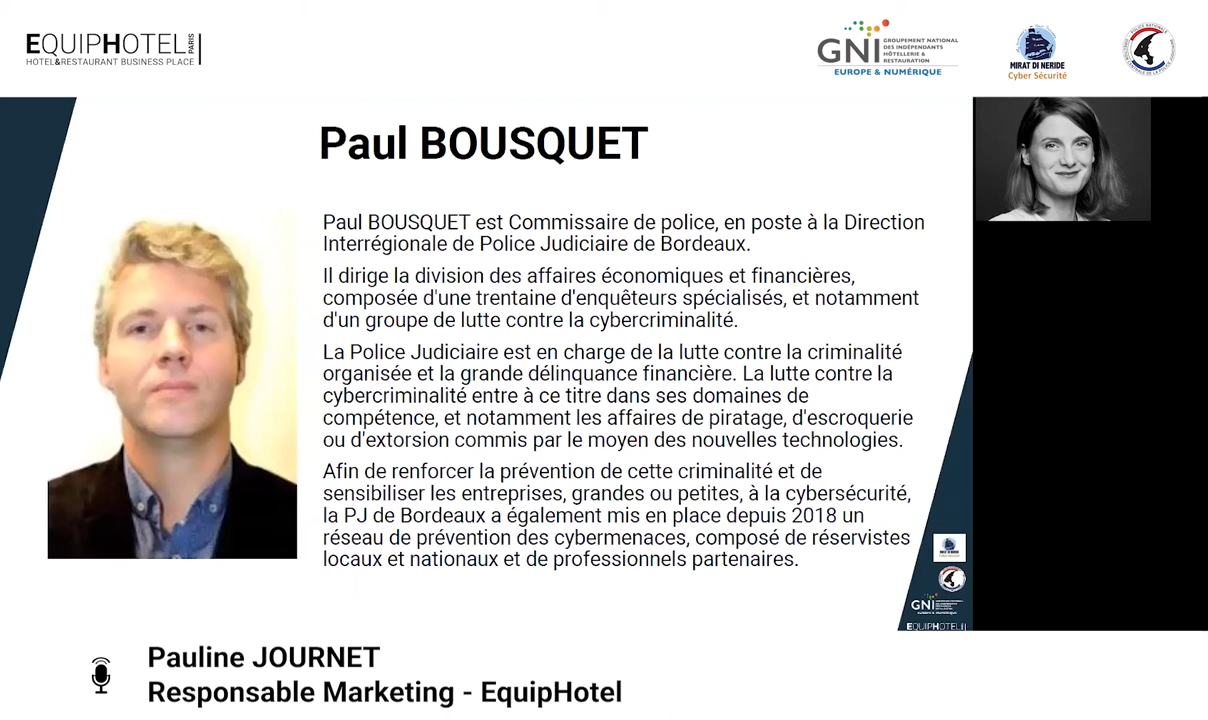 EQUIPHOTEL PARIS
HOTEL&RESTAURANT BUSINESS PLACE
GNI GROUPEMENT NATIONAL
DES INDÉPENDANTS
HÔTELLERIE &
RESTAURATION
EUROPE & NUMÉRIQUE
MIRAT DI NERIDE
Cyber Sécurité
Paul BOUSQUET
Paul BOUSQUET est Commissaire de police, en poste à la Direction
Interrégionale de Police Judiciaire de Bordeaux.
Il dirige la division des affaires économiques et financières,
composée d'une trentaine d'enquêteurs spécialisés, et notamment
d'un groupe de lutte contre la cybercriminalité.
La Police Judiciaire est en charge de la lutte contre la criminalité
organisée et la grande délinquance financière. La lutte contre la
cybercriminalité entre à ce titre dans ses domaines de
compétence, et notamment les affaires de piratage, d'escroquerie
ou d'extorsion commis par le moyen des nouvelles technologies.
Afin de renforcer la prévention de cette criminalité et de
sensibiliser les entreprises, grandes ou petites, à la cybersécurité,
la PJ de Bordeaux a également mis en place depuis 2018 un
réseau de prévention des cybermenaces, composé de réservistes
locaux et nationaux et de professionnels partenaires.
GNI
EQUIPHOTEL
Pauline JOURNET
Responsable Marketing - EquipHotel